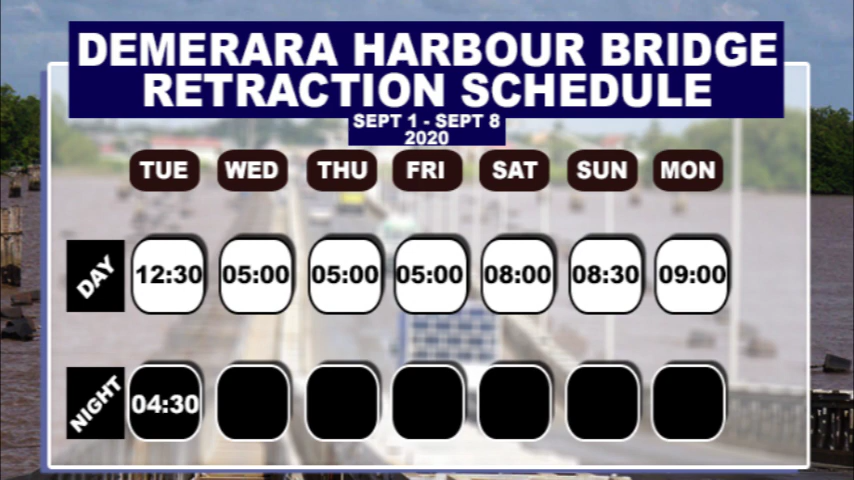 DEMERARA HARBOUR BRIDGE
RETRACTION SCHEDULE
SEPT 1 - SEPT 8
2020
TUE WED THU FRI SAT SUN MON
DAY 12:30 05:00 05:00 05:00 08:00 08:30 09:00
NIGHT 04:30